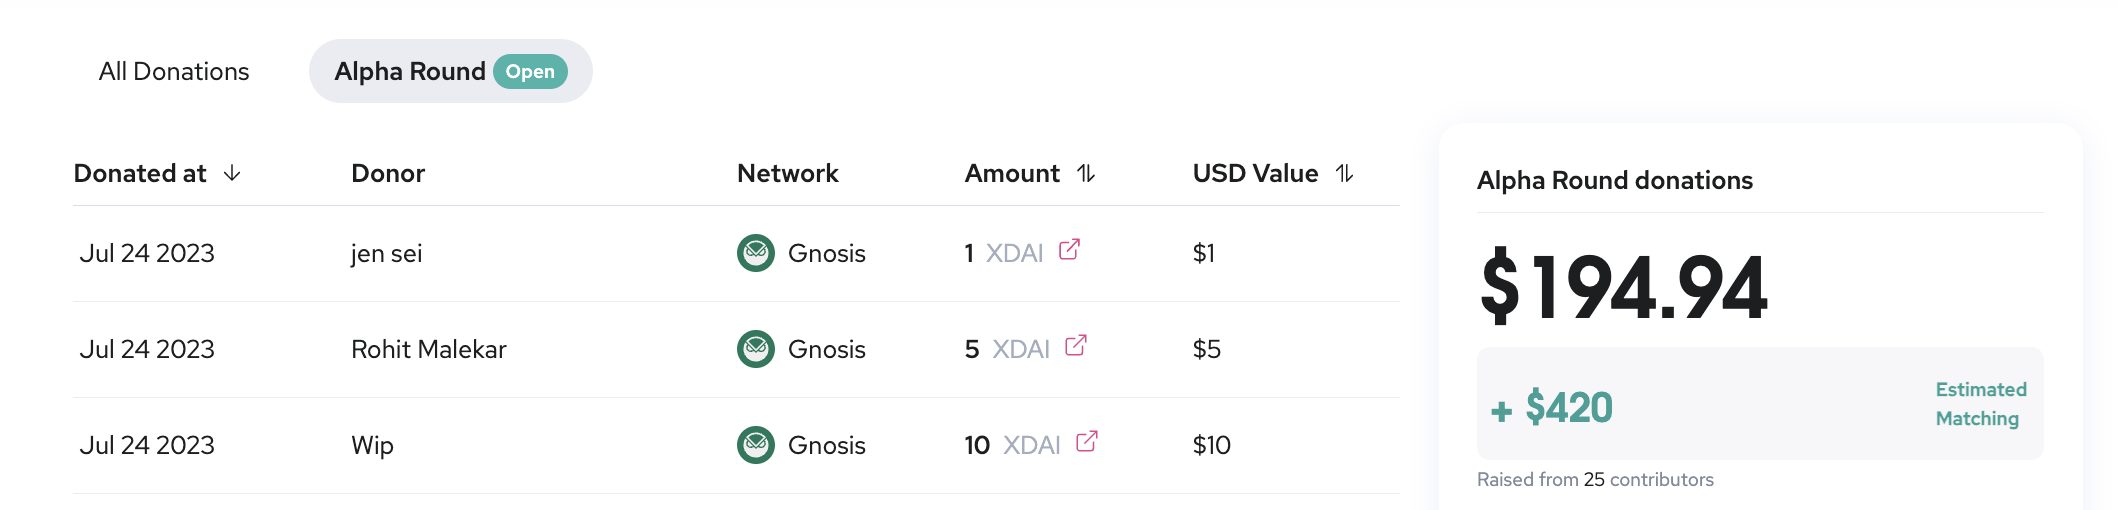 All Donations Alpha Round Open
Donated at Donor Network Amount USD Value
Jul 24 2023 jen sei Gnosis 1 XDAI $1
Jul 24 2023 Rohit Malekar Gnosis 5 XDAI $5
Jul 24 2023 Wip Gnosis 10 XDAI $10
Alpha Round donations
$194.94
+ $420
Estimated
Matching
Raised from 25 contributors